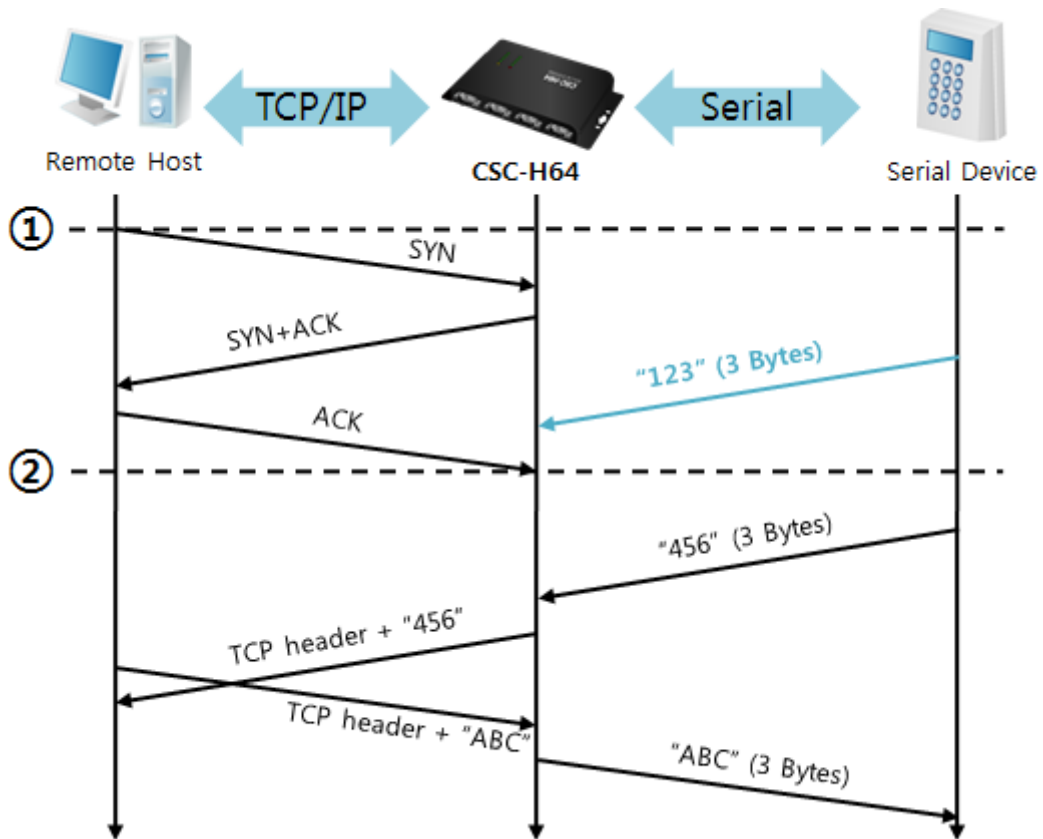 TCP/IP
Serial
Remote Host
CSC-H64
Serial Device
①
SYN
SYN+ACK
“123” (3 Bytes)
ACK
②
“456” (3 Bytes)
TCP header + “456”
TCP header + “ABC”
“ABC” (3 Bytes)